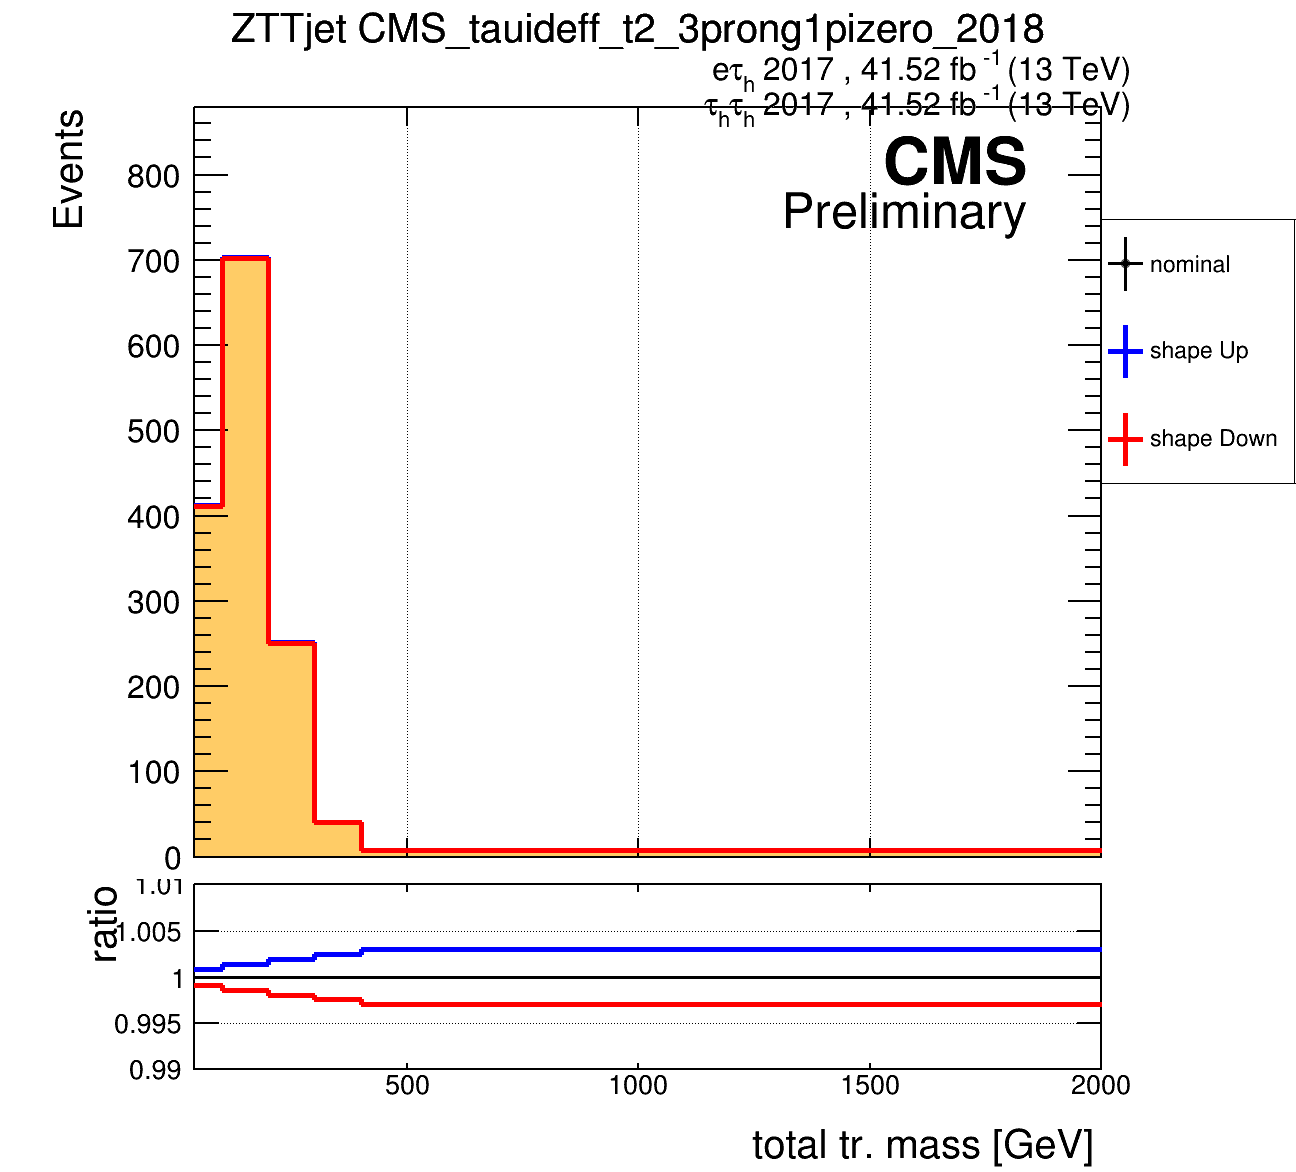 ZTTjet CMS_tauideff_t2_3prong1pizero_2018
eτh 2017 , 41.52 fb -1 (13 TeV)
τhτh 2017 , 41.52 fb -1 (13 TeV)
CMS
Preliminary
Events
800
700
600
500
400
300
200
100
0
nominal
shape Up
shape Down
ratio
1.01
1.005
1
0.995
0.99
500 1000 1500 2000
total tr. mass [GeV]